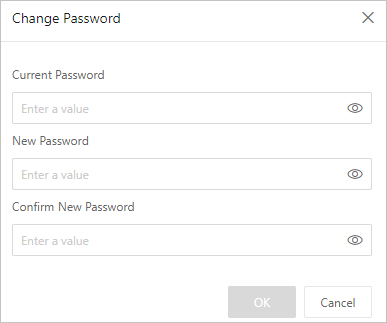 Change Password
Current Password
Enter a value
New Password
Enter a value
Confirm New Password
Enter a value
OK Cancel